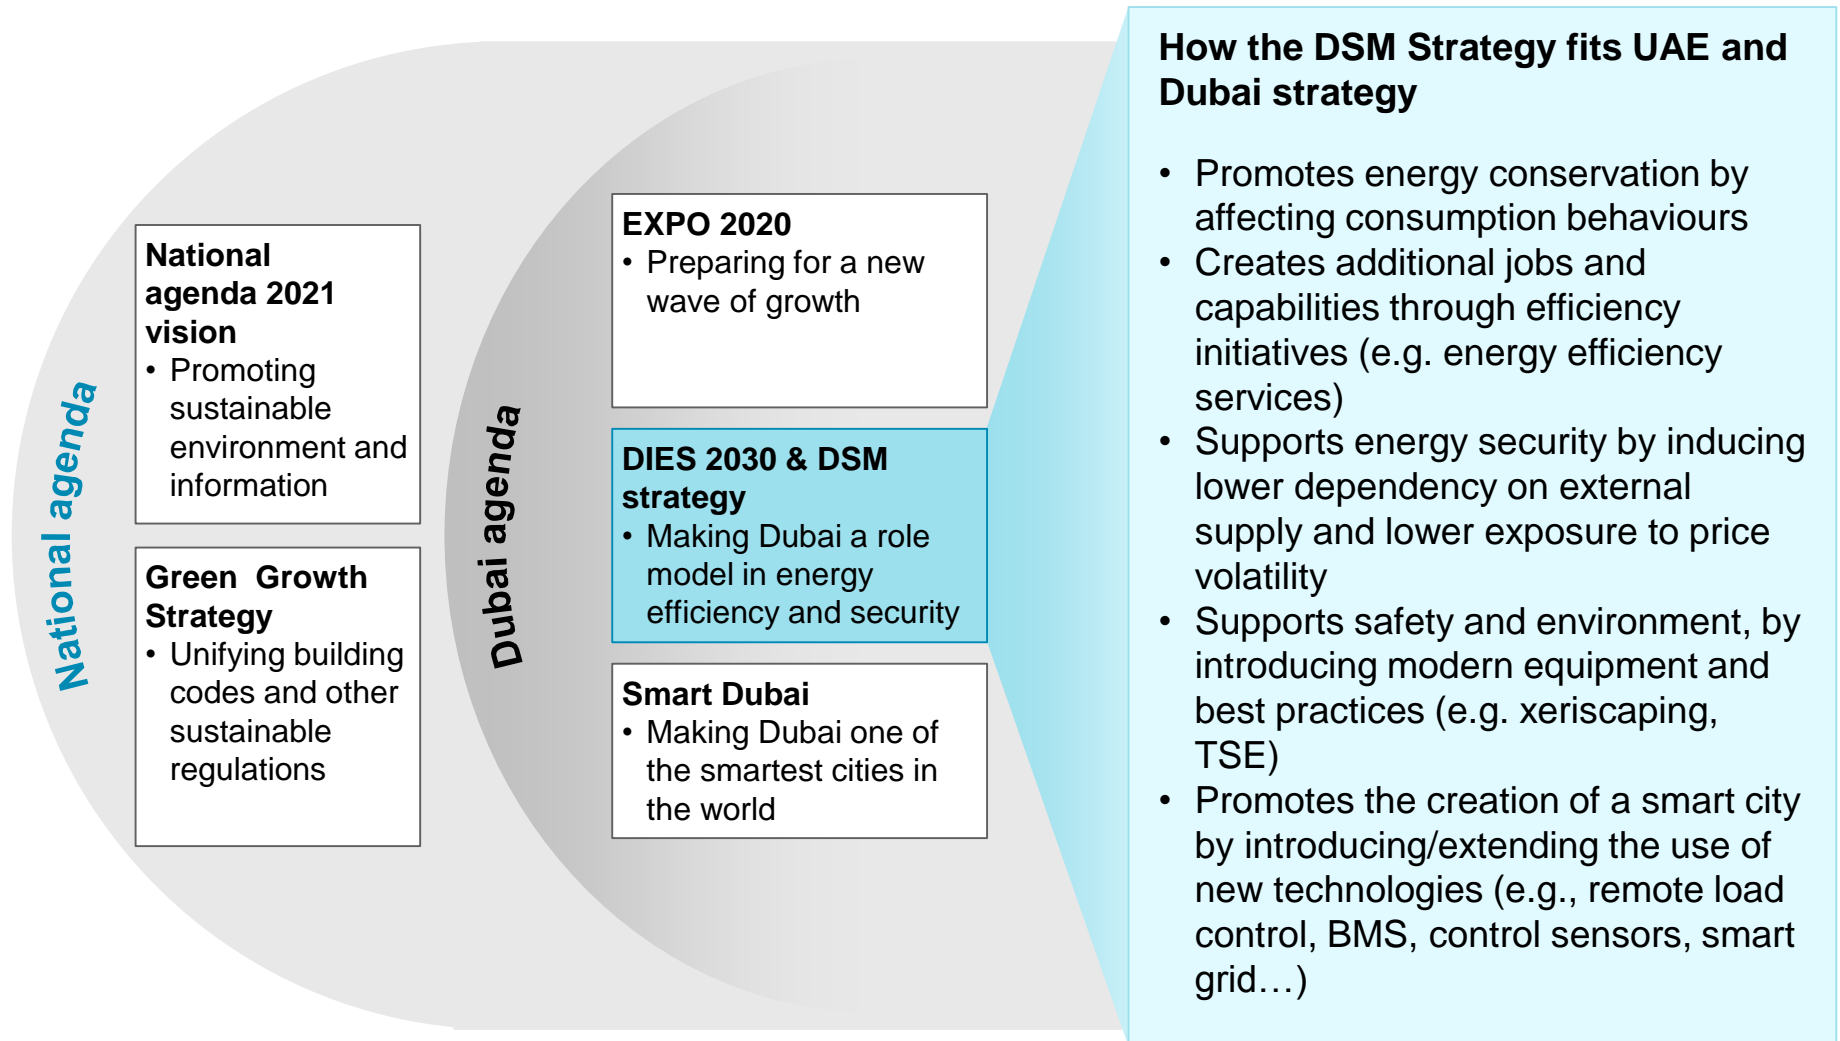 National agenda
National
agenda 2021
vision
• Promoting
sustainable
environment and
information
Green  Growth
Strategy
• Unifying building
codes and other
sustainable
regulations
Dubai agenda
EXPO 2020
• Preparing for a new
wave of growth
DIES 2030 & DSM
strategy
• Making Dubai a role
model in energy
efficiency and security
Smart Dubai
• Making Dubai one of
the smartest cities in
the world
How the DSM Strategy fits UAE and
Dubai strategy
• Promotes energy conservation by
affecting consumption behaviours
• Creates additional jobs and
capabilities through efficiency
initiatives (e.g. energy efficiency
services)
• Supports energy security by inducing
lower dependency on external
supply and lower exposure to price
volatility
• Supports safety and environment, by
introducing modern equipment and
best practices (e.g. xeriscaping,
TSE)
• Promotes the creation of a smart city
by introducing/extending the use of
new technologies (e.g., remote load
control, BMS, control sensors, smart
grid…)